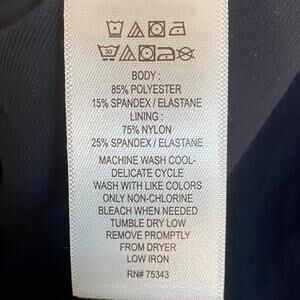 30
BODY :
85% POLYESTER
15% SPANDEX / ELASTANE
LINING :
75% NYLON
25% SPANDEX / ELASTANE
MACHINE WASH COOL-
DELICATE CYCLE
WASH WITH LIKE COLORS
ONLY NON-CHLORINE
BLEACH WHEN NEEDED
TUMBLE DRY LOW
REMOVE PROMPTLY
FROM DRYER
LOW IRON
RN# 75343